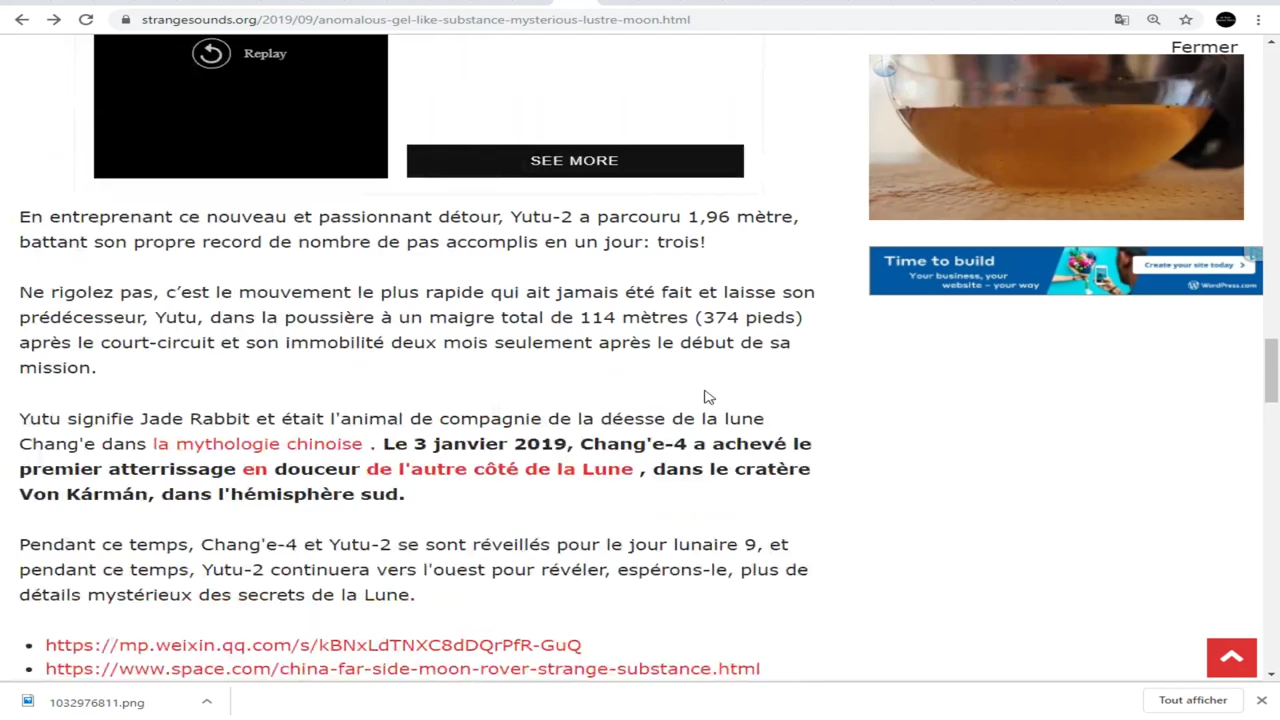 strangesounds.org/2019/09/anomalous-gel-like-substance-mysterious-lustre-moon.html
Fermer
Replay
SEE MORE
En entreprenant ce nouveau et passionnant détour, Yutu-2 a parcouru 1,96 mètre,
battant son propre record de nombre de pas accomplis en un jour: trois!
Ne rigolez pas, c’est le mouvement le plus rapide qui ait jamais été fait et laisse son
prédécesseur, Yutu, dans la poussière à un maigre total de 114 mètres (374 pieds)
après le court-circuit et son immobilité deux mois seulement après le début de sa
mission.
Yutu signifie Jade Rabbit et était l'animal de compagnie de la déesse de la lune
Chang'e dans la mythologie chinoise . Le 3 janvier 2019, Chang'e-4 a achevé le
premier atterrissage en douceur de l'autre côté de la Lune , dans le cratère
Von Kármán, dans l'hémisphère sud.
Pendant ce temps, Chang'e-4 et Yutu-2 se sont réveillés pour le jour lunaire 9, et
pendant ce temps, Yutu-2 continuera vers l'ouest pour révéler, espérons-le, plus de
détails mystérieux des secrets de la Lune.
https://mp.weixin.qq.com/s/kBNxLdTNXC8dDQrPfR-GuQ
https://www.space.com/china-far-side-moon-rover-strange-substance.html
Time to build
Your business, your
website – your way
Create your site today
WordPress.com
1032976811.png
Tout afficher